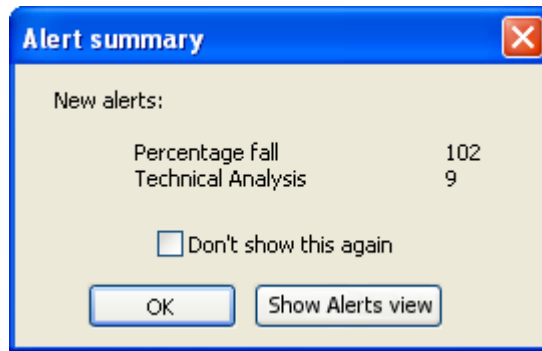 Alert summary
New alerts:
Percentage fall 102
Technical Analysis 9
Don't show this again
OK Show Alerts view